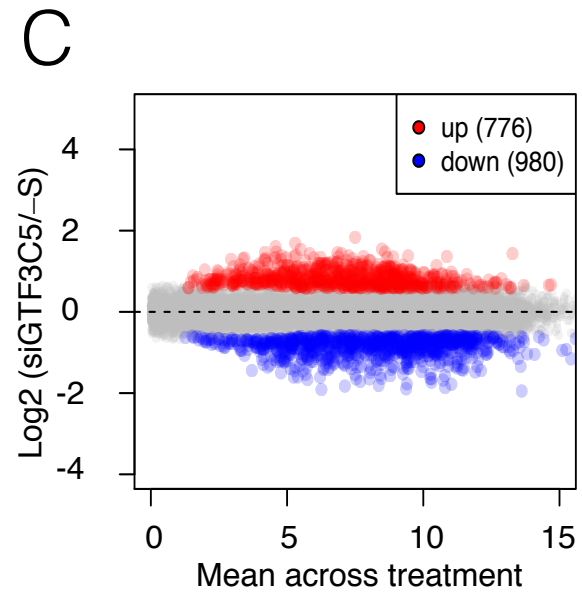 C
up (776)
down (980)
4
2
0
-2
-4
Log2 (siGTF3C5/−S)
0 5 10 15
Mean across treatment